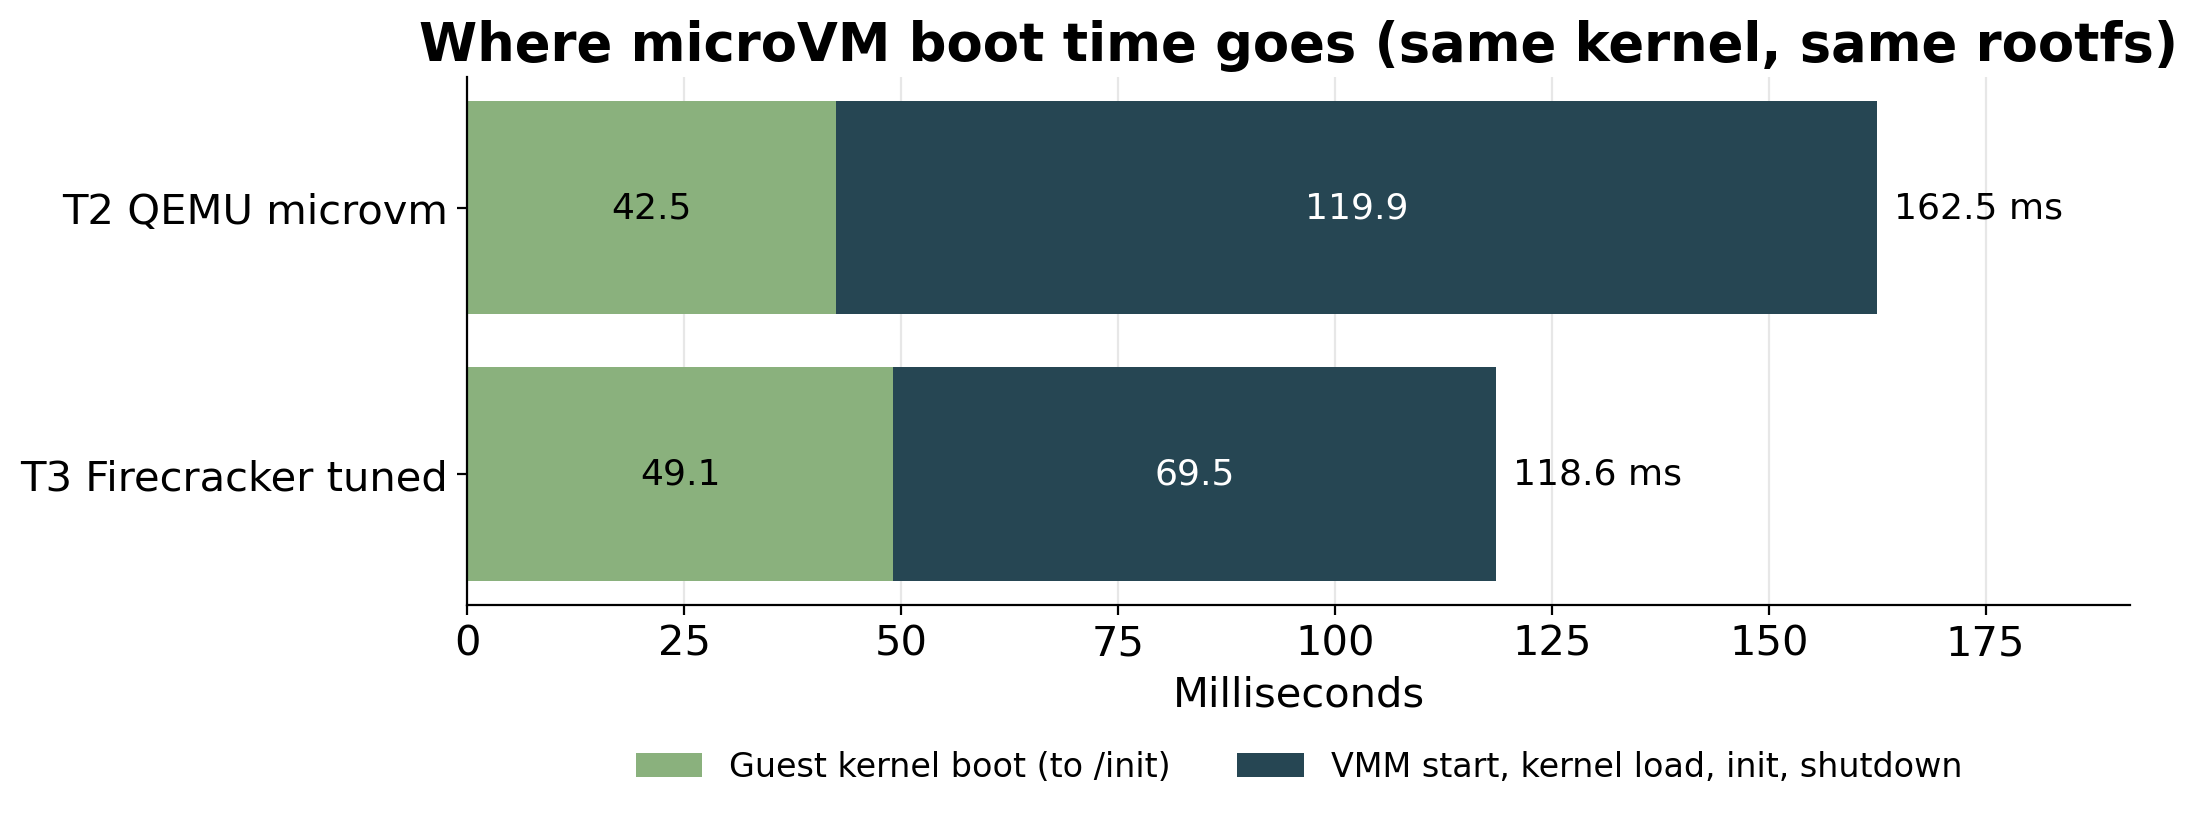 Where microVM boot time goes (same kernel, same rootfs)
T2 QEMU microvm
42.5
119.9
162.5 ms
T3 Firecracker tuned
49.1
69.5
118.6 ms
0 25 50 75 100 125 150 175
Milliseconds
Guest kernel boot (to /init)
VMM start, kernel load, init, shutdown